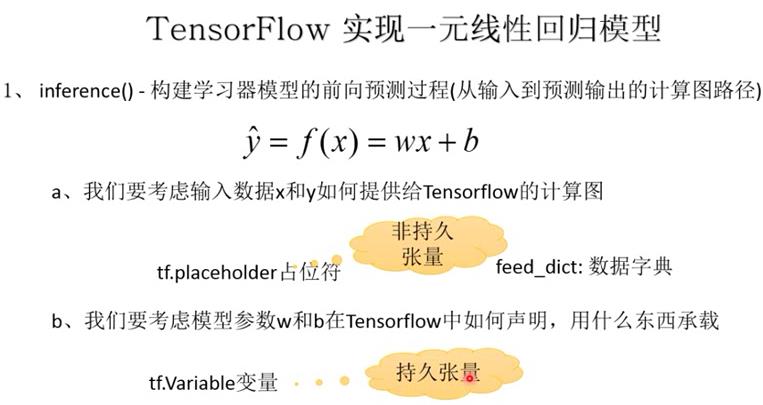 TensorFlow 实现一元线性回归模型
1、 inference() - 构建学习器模型的前向预测过程(从输入到预测输出的计算图路径)
ŷ = f(x) = wx + b
a、我们要考虑输入数据x和y如何提供给Tensorflow的计算图
非持久
张量
tf.placeholder占位符
feed_dict: 数据字典
b、我们要考虑模型参数w和b在Tensorflow中如何声明，用什么东西承载
tf.Variable变量
持久张量